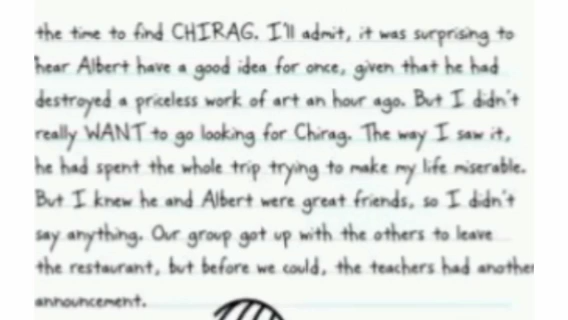 the time to find CHIRAG. I'll admit, it was surprising to
hear Albert have a good idea for once, given that he had
destroyed a priceless work of art an hour ago. But I didn't
really WANT to go looking for Chirag. The way I saw it,
he had spent the whole trip trying to make my life miserable.
But I knew he and Albert were great friends, so I didn't
say anything. Our group got up with the others to leave
the restaurant, but before we could, the teachers had another
announcement.